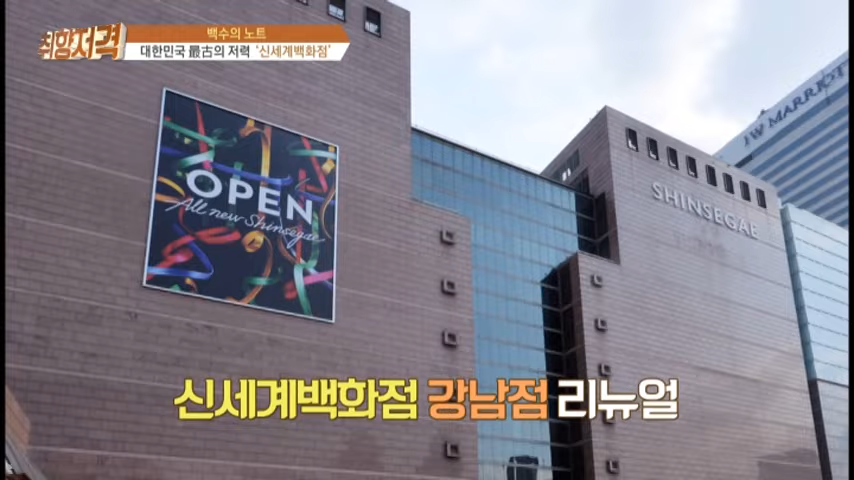 취향저격
백수의 노트
대한민국 最古의 저력 '신세계백화점'
JW MARRIOTT
OPEN
All new Shinsegae
SHINSEGAE
신세계백화점 강남점 리뉴얼